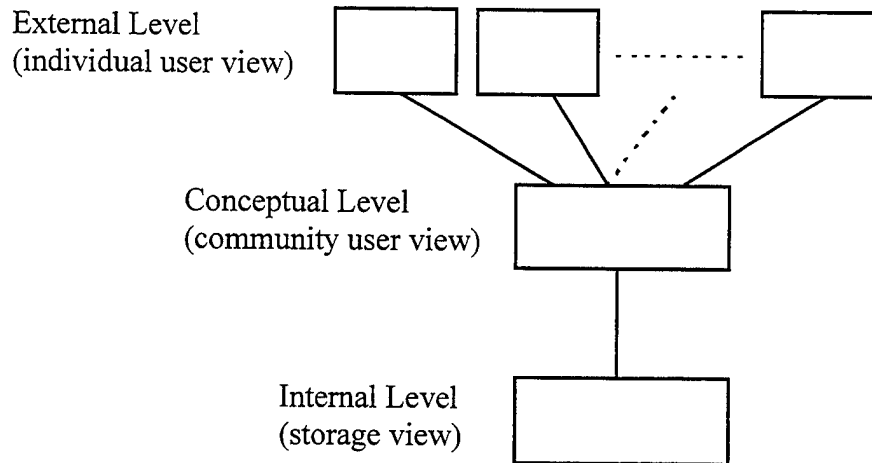 External Level
(individual user view)
Conceptual Level
(community user view)
Internal Level
(storage view)